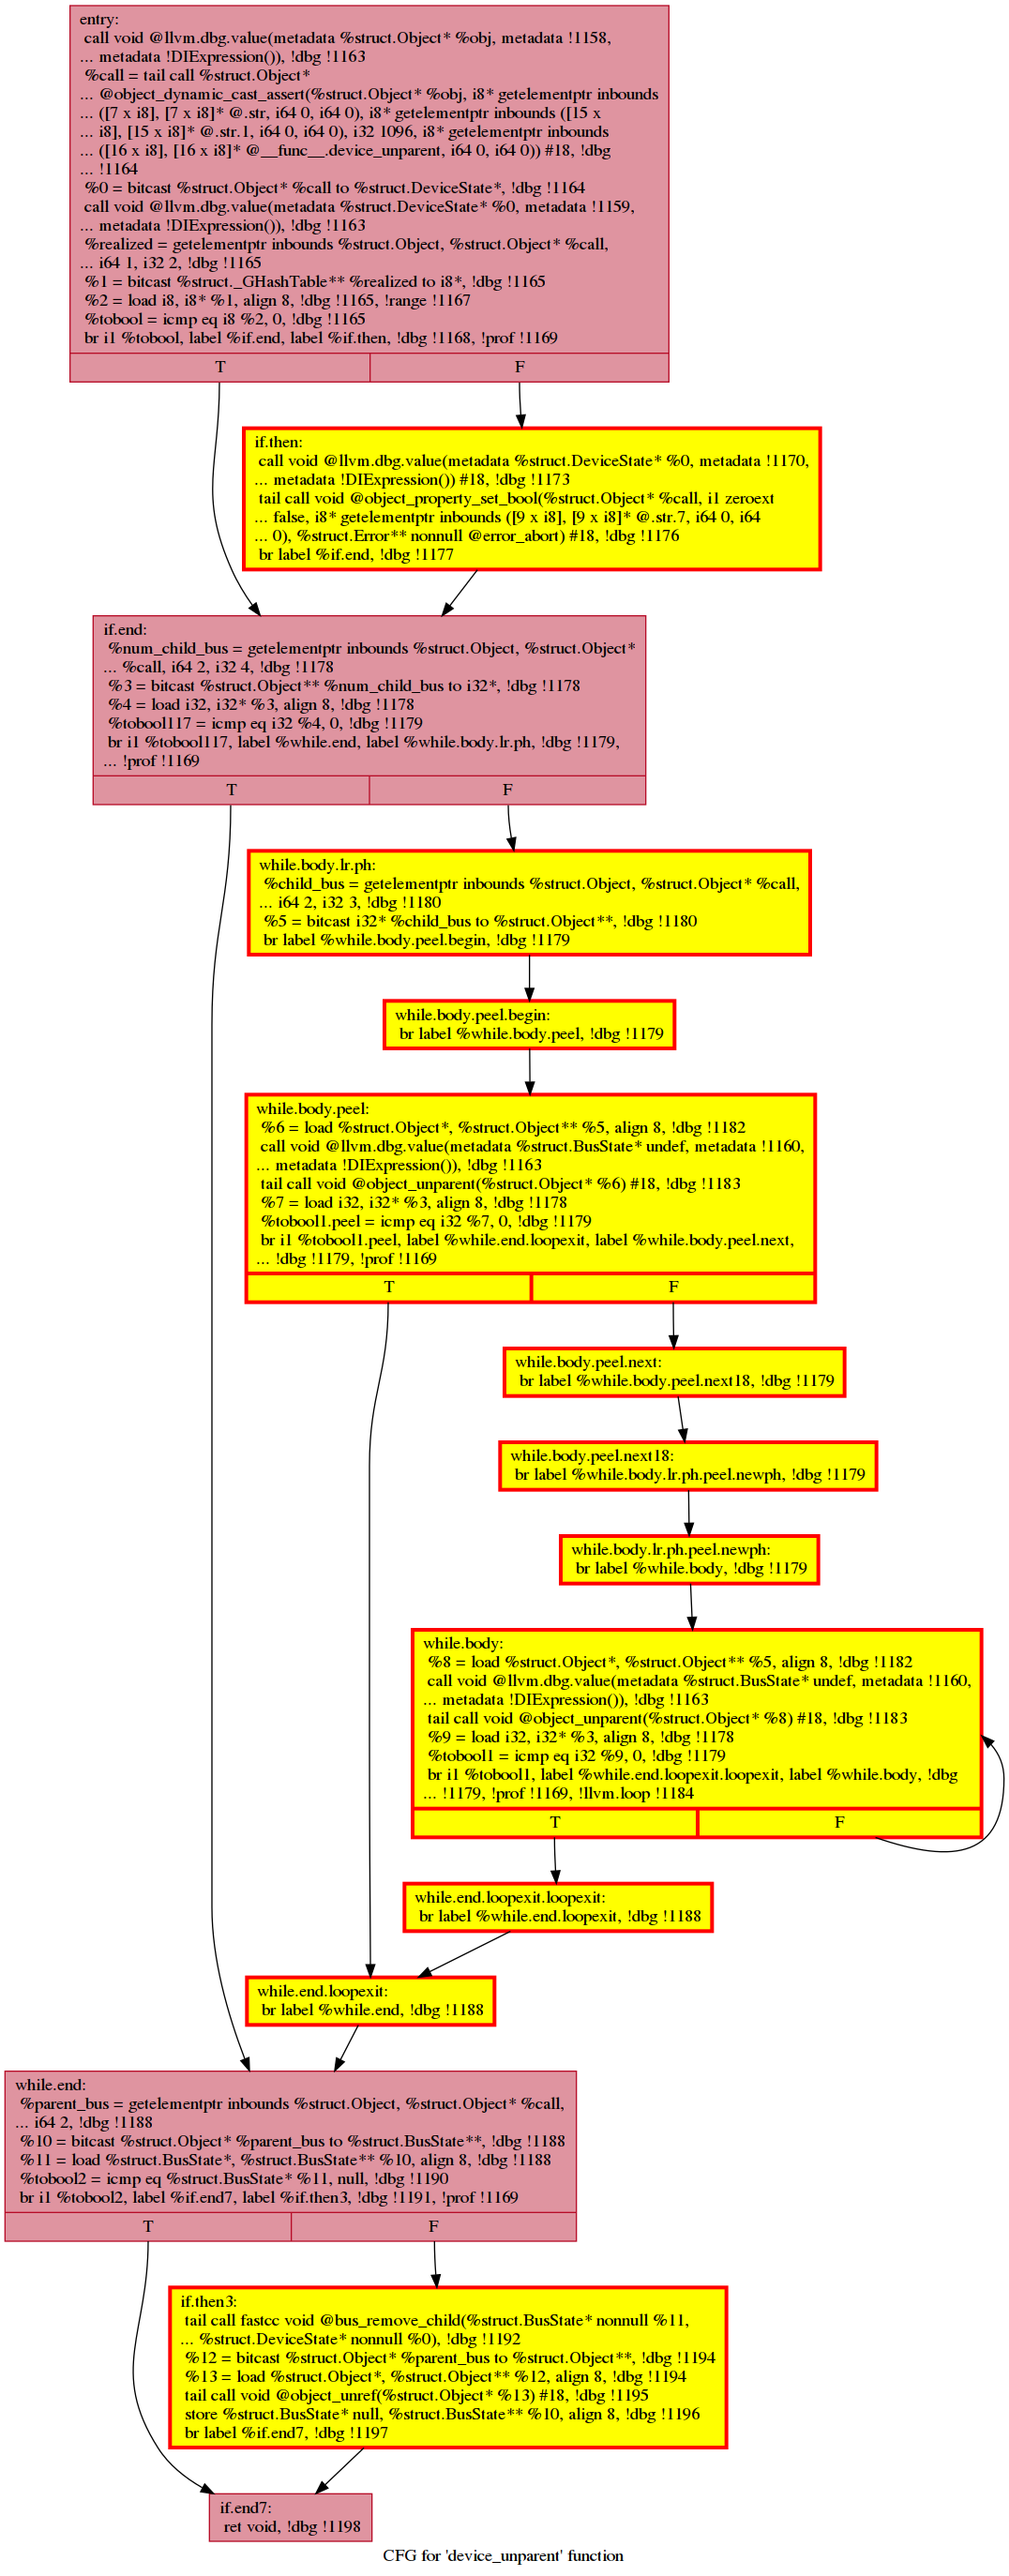 entry:
call void @llvm.dbg.value(metadata %struct.Object* %obj, metadata !1158,
... metadata !DIExpression()), !dbg !1163
%call = tail call %struct.Object*
... @object_dynamic_cast_assert(%struct.Object* %obj, i8* getelementptr inbounds
... ([7 x i8], [7 x i8]* @.str, i64 0, i64 0), i8* getelementptr inbounds ([15 x
... i8], [15 x i8]* @.str.1, i64 0, i64 0), i32 1096, i8* getelementptr inbounds
... ([16 x i8], [16 x i8]* @__func__.device_unparent, i64 0, i64 0)) #18, !dbg
... !1164
%0 = bitcast %struct.Object* %call to %struct.DeviceState*, !dbg !1164
call void @llvm.dbg.value(metadata %struct.DeviceState* %0, metadata !1159,
... metadata !DIExpression()), !dbg !1163
%realized = getelementptr inbounds %struct.Object, %struct.Object* %call,
... i64 1, i32 2, !dbg !1165
%1 = bitcast %struct._GHashTable** %realized to i8*, !dbg !1165
%2 = load i8, i8* %1, align 8, !dbg !1165, !range !1167
%tobool = icmp eq i8 %2, 0, !dbg !1165
br i1 %tobool, label %if.end, label %if.then, !dbg !1168, !prof !1169
T F
if.then:
call void @llvm.dbg.value(metadata %struct.DeviceState* %0, metadata !1170,
... metadata !DIExpression()) #18, !dbg !1173
tail call void @object_property_set_bool(%struct.Object* %call, i1 zeroext
... false, i8* getelementptr inbounds ([9 x i8], [9 x i8]* @.str.7, i64 0, i64
... 0), %struct.Error** nonnull @error_abort) #18, !dbg !1176
br label %if.end, !dbg !1177
if.end:
%num_child_bus = getelementptr inbounds %struct.Object, %struct.Object*
... %call, i64 2, i32 4, !dbg !1178
%3 = bitcast %struct.Object** %num_child_bus to i32*, !dbg !1178
%4 = load i32, i32* %3, align 8, !dbg !1178
%tobool117 = icmp eq i32 %4, 0, !dbg !1179
br i1 %tobool117, label %while.end, label %while.body.lr.ph, !dbg !1179,
... !prof !1169
T F
while.body.lr.ph:
%child_bus = getelementptr inbounds %struct.Object, %struct.Object* %call,
... i64 2, i32 3, !dbg !1180
%5 = bitcast i32* %child_bus to %struct.Object**, !dbg !1180
br label %while.body.peel.begin, !dbg !1179
while.body.peel.begin:
br label %while.body.peel, !dbg !1179
while.body.peel:
%6 = load %struct.Object*, %struct.Object** %5, align 8, !dbg !1182
call void @llvm.dbg.value(metadata %struct.BusState* undef, metadata !1160,
... metadata !DIExpression()), !dbg !1163
tail call void @object_unparent(%struct.Object* %6) #18, !dbg !1183
%7 = load i32, i32* %3, align 8, !dbg !1178
%tobool1.peel = icmp eq i32 %7, 0, !dbg !1179
br i1 %tobool1.peel, label %while.end.loopexit, label %while.body.peel.next,
... !dbg !1179, !prof !1169
T F
while.body.peel.next:
br label %while.body.peel.next18, !dbg !1179
while.body.peel.next18:
br label %while.body.lr.ph.peel.newph, !dbg !1179
while.body.lr.ph.peel.newph:
br label %while.body, !dbg !1179
while.body:
%8 = load %struct.Object*, %struct.Object** %5, align 8, !dbg !1182
call void @llvm.dbg.value(metadata %struct.BusState* undef, metadata !1160,
... metadata !DIExpression()), !dbg !1163
tail call void @object_unparent(%struct.Object* %8) #18, !dbg !1183
%9 = load i32, i32* %3, align 8, !dbg !1178
%tobool1 = icmp eq i32 %9, 0, !dbg !1179
br i1 %tobool1, label %while.end.loopexit.loopexit, label %while.body, !dbg
... !1179, !prof !1169, !llvm.loop !1184
T F
while.end.loopexit.loopexit:
br label %while.end.loopexit, !dbg !1188
while.end.loopexit:
br label %while.end, !dbg !1188
while.end:
%parent_bus = getelementptr inbounds %struct.Object, %struct.Object* %call,
... i64 2, !dbg !1188
%10 = bitcast %struct.Object* %parent_bus to %struct.BusState**, !dbg !1188
%11 = load %struct.BusState*, %struct.BusState** %10, align 8, !dbg !1188
%tobool2 = icmp eq %struct.BusState* %11, null, !dbg !1190
br i1 %tobool2, label %if.end7, label %if.then3, !dbg !1191, !prof !1169
T F
if.then3:
tail call fastcc void @bus_remove_child(%struct.BusState* nonnull %11,
... %struct.DeviceState* nonnull %0), !dbg !1192
%12 = bitcast %struct.Object* %parent_bus to %struct.Object**, !dbg !1194
%13 = load %struct.Object*, %struct.Object** %12, align 8, !dbg !1194
tail call void @object_unref(%struct.Object* %13) #18, !dbg !1195
store %struct.BusState* null, %struct.BusState** %10, align 8, !dbg !1196
br label %if.end7, !dbg !1197
if.end7:
ret void, !dbg !1198
CFG for 'device_unparent' function